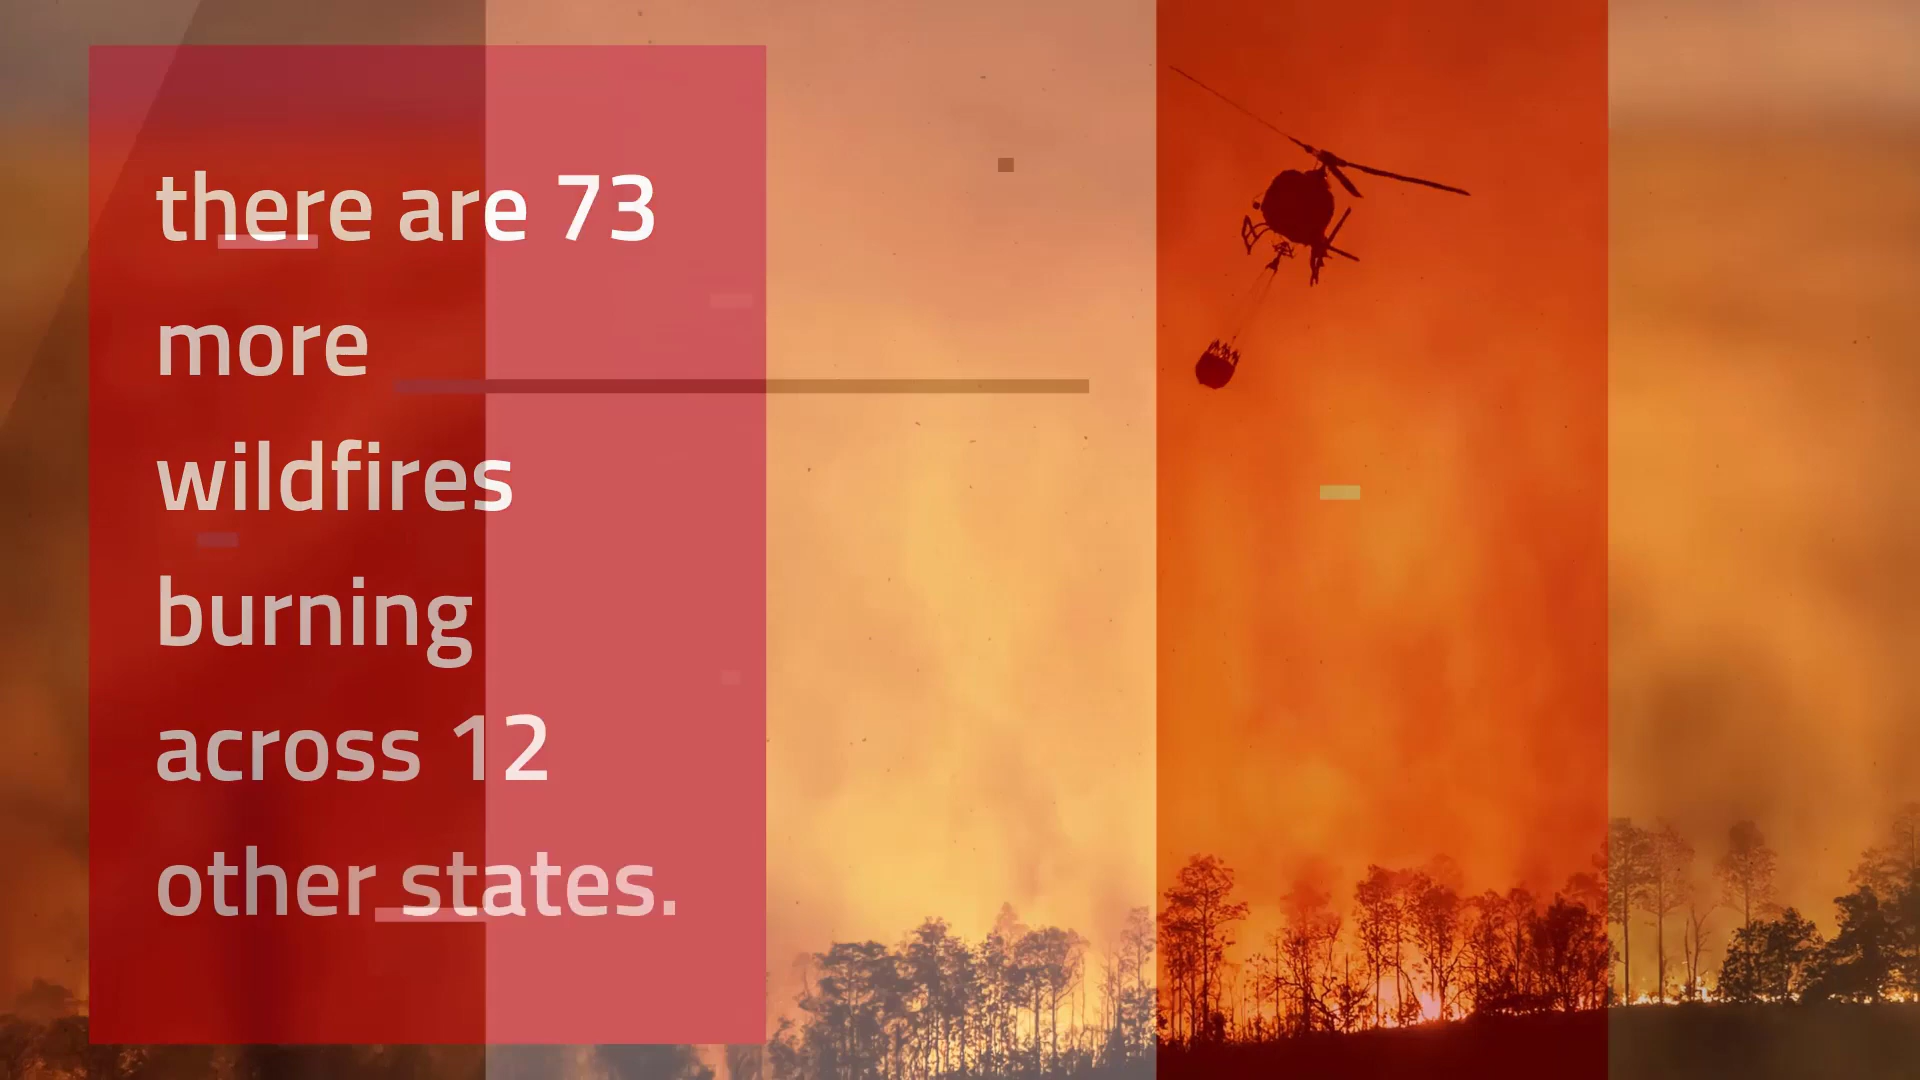 there are 73
more
wildfires
burning
across 12
other states.